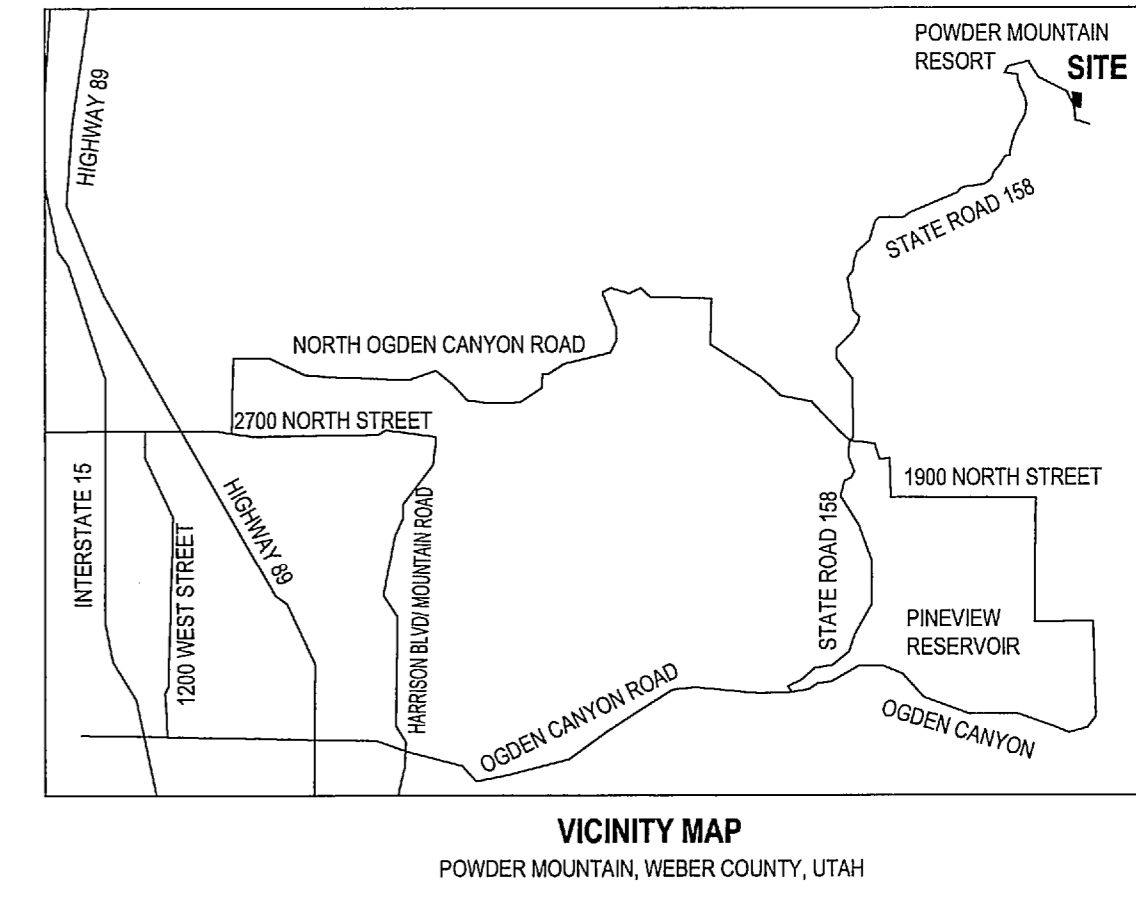 POWDER MOUNTAIN
RESORT
SITE
HIGHWAY 89
STATE ROAD 158
NORTH OGDEN CANYON ROAD
2700 NORTH STREET
1900 NORTH STREET
INTERSTATE 15
1200 WEST STREET
HIGHWAY 89
HARRISON BLVD/ MOUNTAIN ROAD
STATE ROAD 158
PINEVIEW
RESERVOIR
OGDEN CANYON ROAD
OGDEN CANYON
VICINITY MAP
POWDER MOUNTAIN, WEBER COUNTY, UTAH